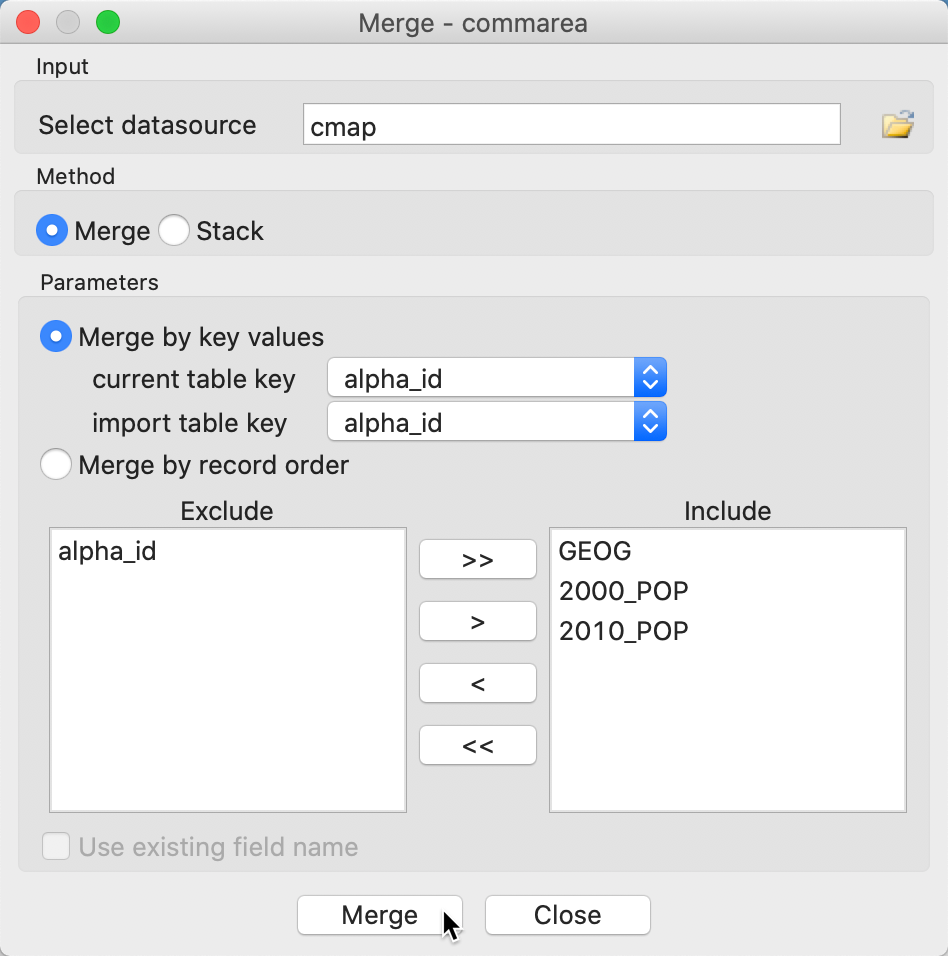 Merge - commarea
Input
Select datasource cmap
Method
Merge Stack
Parameters
Merge by key values
current table key alpha_id
import table key alpha_id
Merge by record order
Exclude Include
alpha_id >> GEOG
2000_POP
> 2010_POP
<
<<
Use existing field name
Merge Close